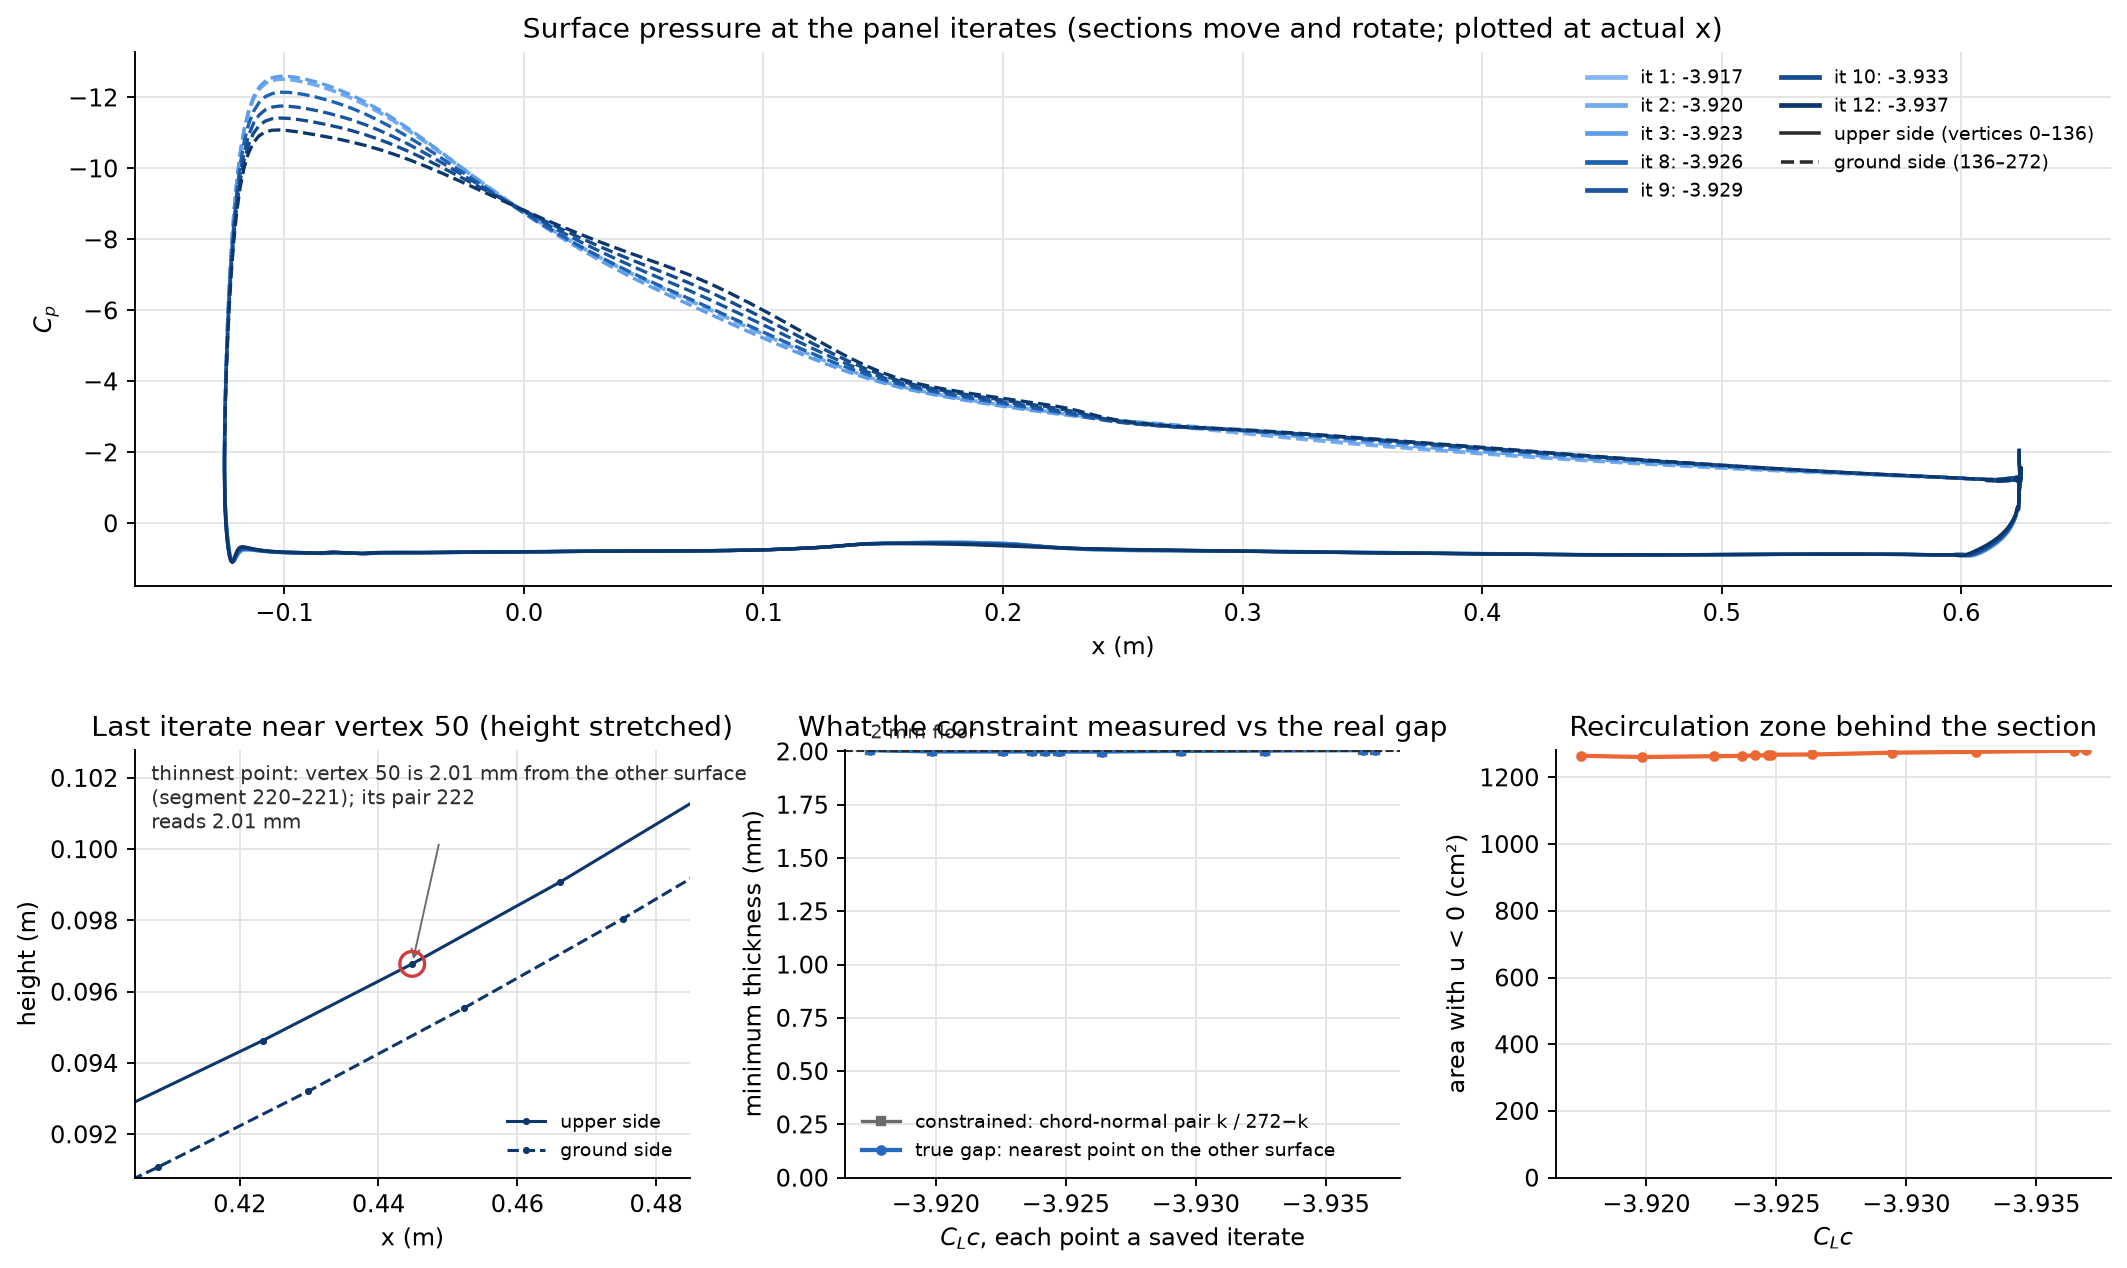 Surface pressure at the panel iterates (sections move and rotate; plotted at actual x)
it 1: -3.917
it 2: -3.920
it 3: -3.923
it 8: -3.926
it 9: -3.929
it 10: -3.933
it 12: -3.937
upper side (vertices 0–136)
ground side (136–272)
−12
−10
−8
−6
−4
−2
0
Cp
−0.1
0.0
0.1
0.2
0.3
0.4
0.5
0.6
x (m)
Last iterate near vertex 50 (height stretched)
thinnest point: vertex 50 is 2.01 mm from the other surface
(segment 220–221); its pair 222
reads 2.01 mm
0.102
0.100
0.098
0.096
0.094
0.092
height (m)
upper side
ground side
0.42
0.44
0.46
0.48
x (m)
What the constraint measured vs the real gap
2 mm floor
2.00
1.75
1.50
1.25
1.00
0.75
0.50
0.25
0.00
minimum thickness (mm)
constrained: chord-normal pair k / 272−k
true gap: nearest point on the other surface
−3.920
−3.925
−3.930
−3.935
CLc, each point a saved iterate
Recirculation zone behind the section
1200
1000
800
600
400
200
0
area with u < 0 (cm²)
−3.920
−3.925
−3.930
−3.935
CLc